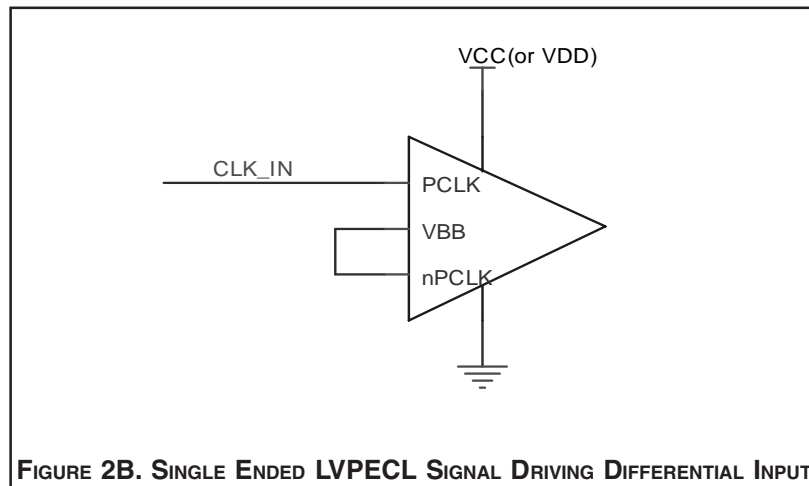 VCC(or VDD)
CLK_IN
PCLK
VBB
nPCLK
FIGURE 2B. SINGLE ENDED LVPECL SIGNAL DRIVING DIFFERENTIAL INPUT